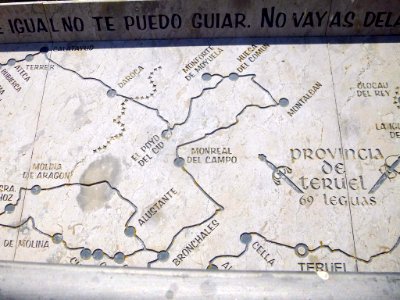 IGUAL NO TE PUEDO GUIAR. NO VAYAS DELA
CALATAYUD
ATECA
TERRER
DAROCA
MONFORTE
DE MOYUELA
HUESA
DEL COMUN
MONTALBAN
OLOCAU
DEL REY
EL POYO
DEL CID
MONREAL
DEL CAMPO
PROVINCIA
DE
TERUEL
69 LEGUAS
MOLINA
DE ARAGON
ALUSTANTE
BRONCHALES
DE MOLINA
CELLA
TERUEL